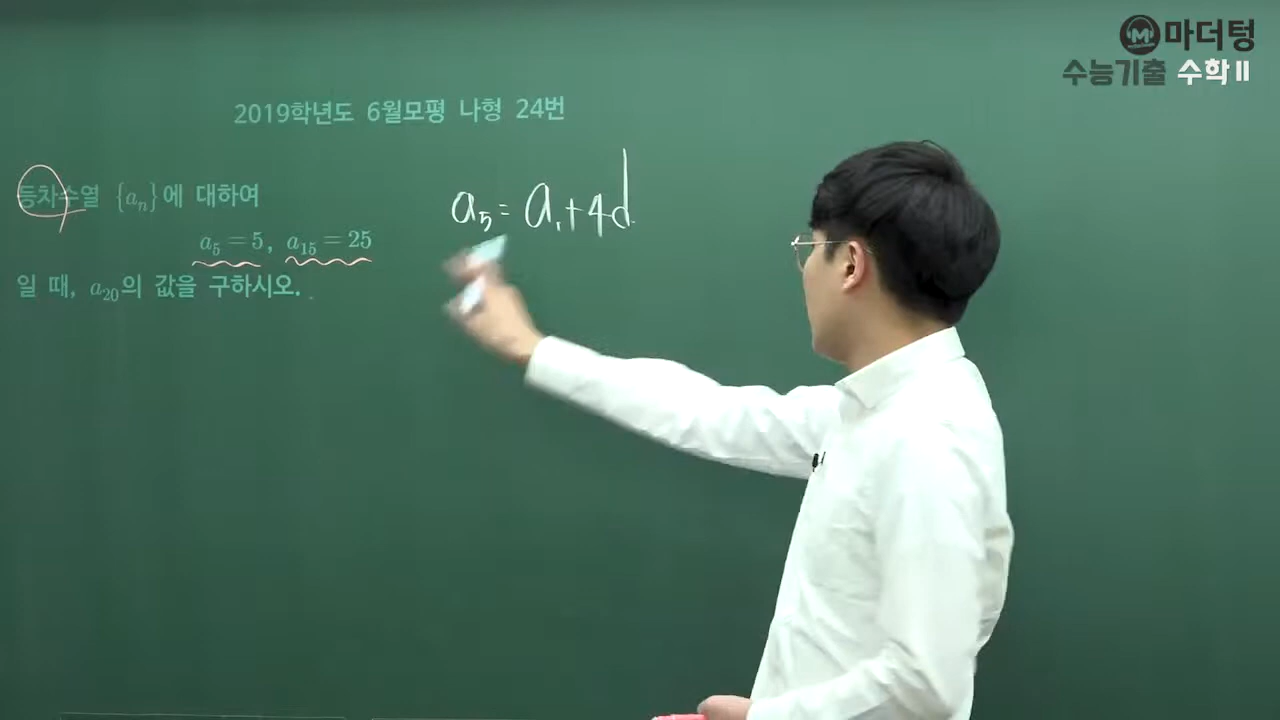 마더텅
수능기출 수학 II
2019학년도 6월모평 나형 24번
등차수열 {aₙ}에 대하여
a₅ = 5, a₁₅ = 25
일 때, a₂₀의 값을 구하시오.
a₅ = a₁ + 4d